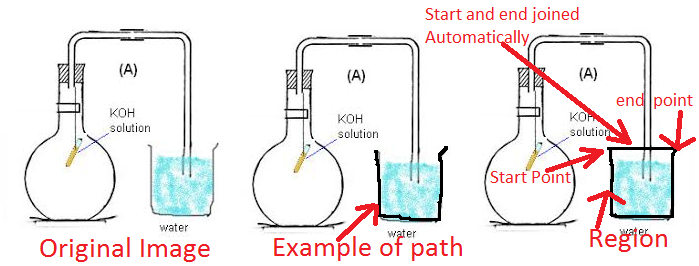 (A)
KOH
solution
water
Original Image
(A)
KOH
solution
water
Example of path
Start and end joined
Automatically
(A)
end point
KOH
solution
Start Point
water
Region